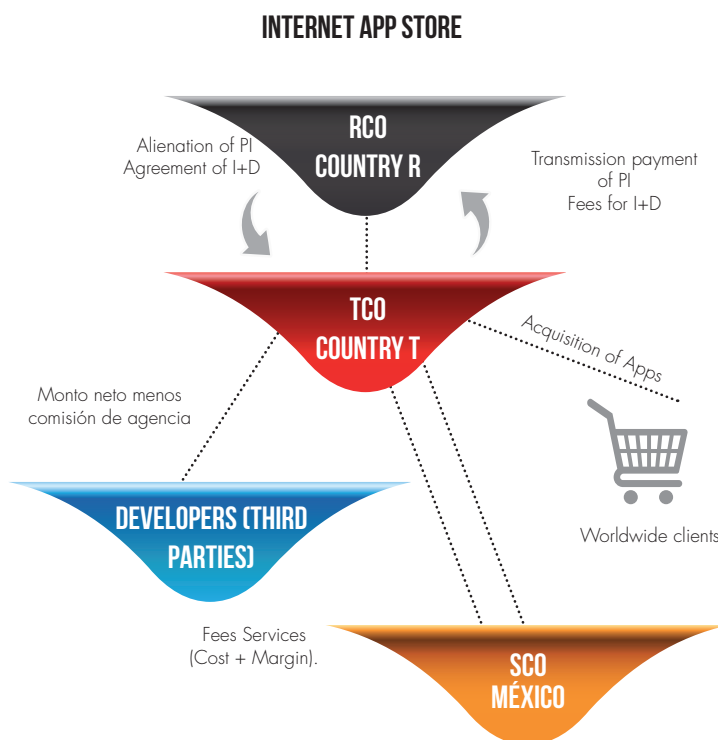 INTERNET APP STORE
RCO
COUNTRY R
Alienation of PI
Agreement of I+D
Transmission payment
of PI
Fees for I+D
TCO
COUNTRY T
Acquisition of Apps
Monto neto menos
comisión de agencia
DEVELOPERS (THIRD
PARTIES)
Worldwide clients
Fees Services
(Cost + Margin).
SCO
MÉXICO